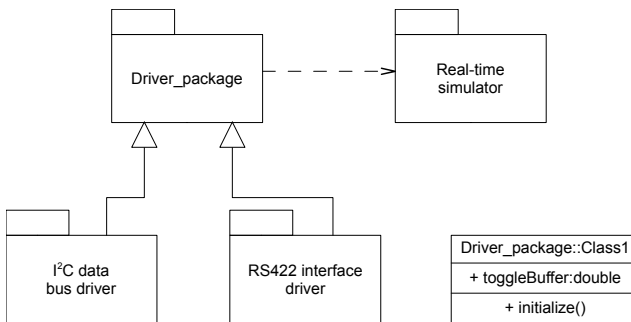 Driver_package
Real-time
simulator
I²C data
bus driver
RS422 interface
driver
Driver_package::Class1
+ toggleBuffer:double
+ initialize()